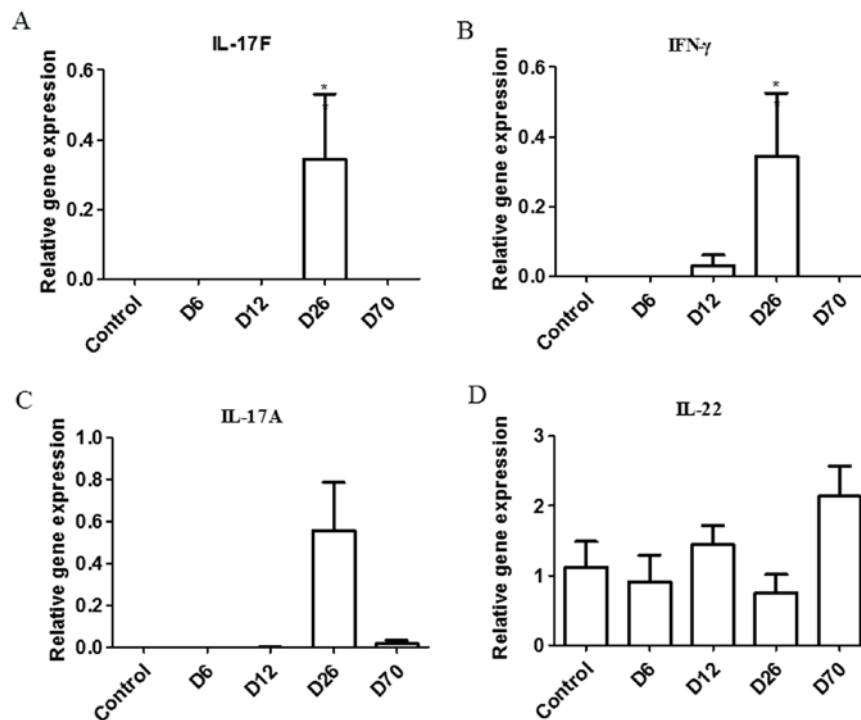 A
IL-17F
Relative gene expression
0.6
0.4
0.2
0.0
*
*
Control
D6
D12
D26
D70
B
IFN-γ
Relative gene expression
0.6
0.4
0.2
0.0
*
*
Control
D6
D12
D26
D70
C
IL-17A
Relative gene expression
1.0
0.8
0.6
0.4
0.2
0.0
Control
D6
D12
D26
D70
D
IL-22
Relative gene expression
3
2
1
0
Control
D6
D12
D26
D70